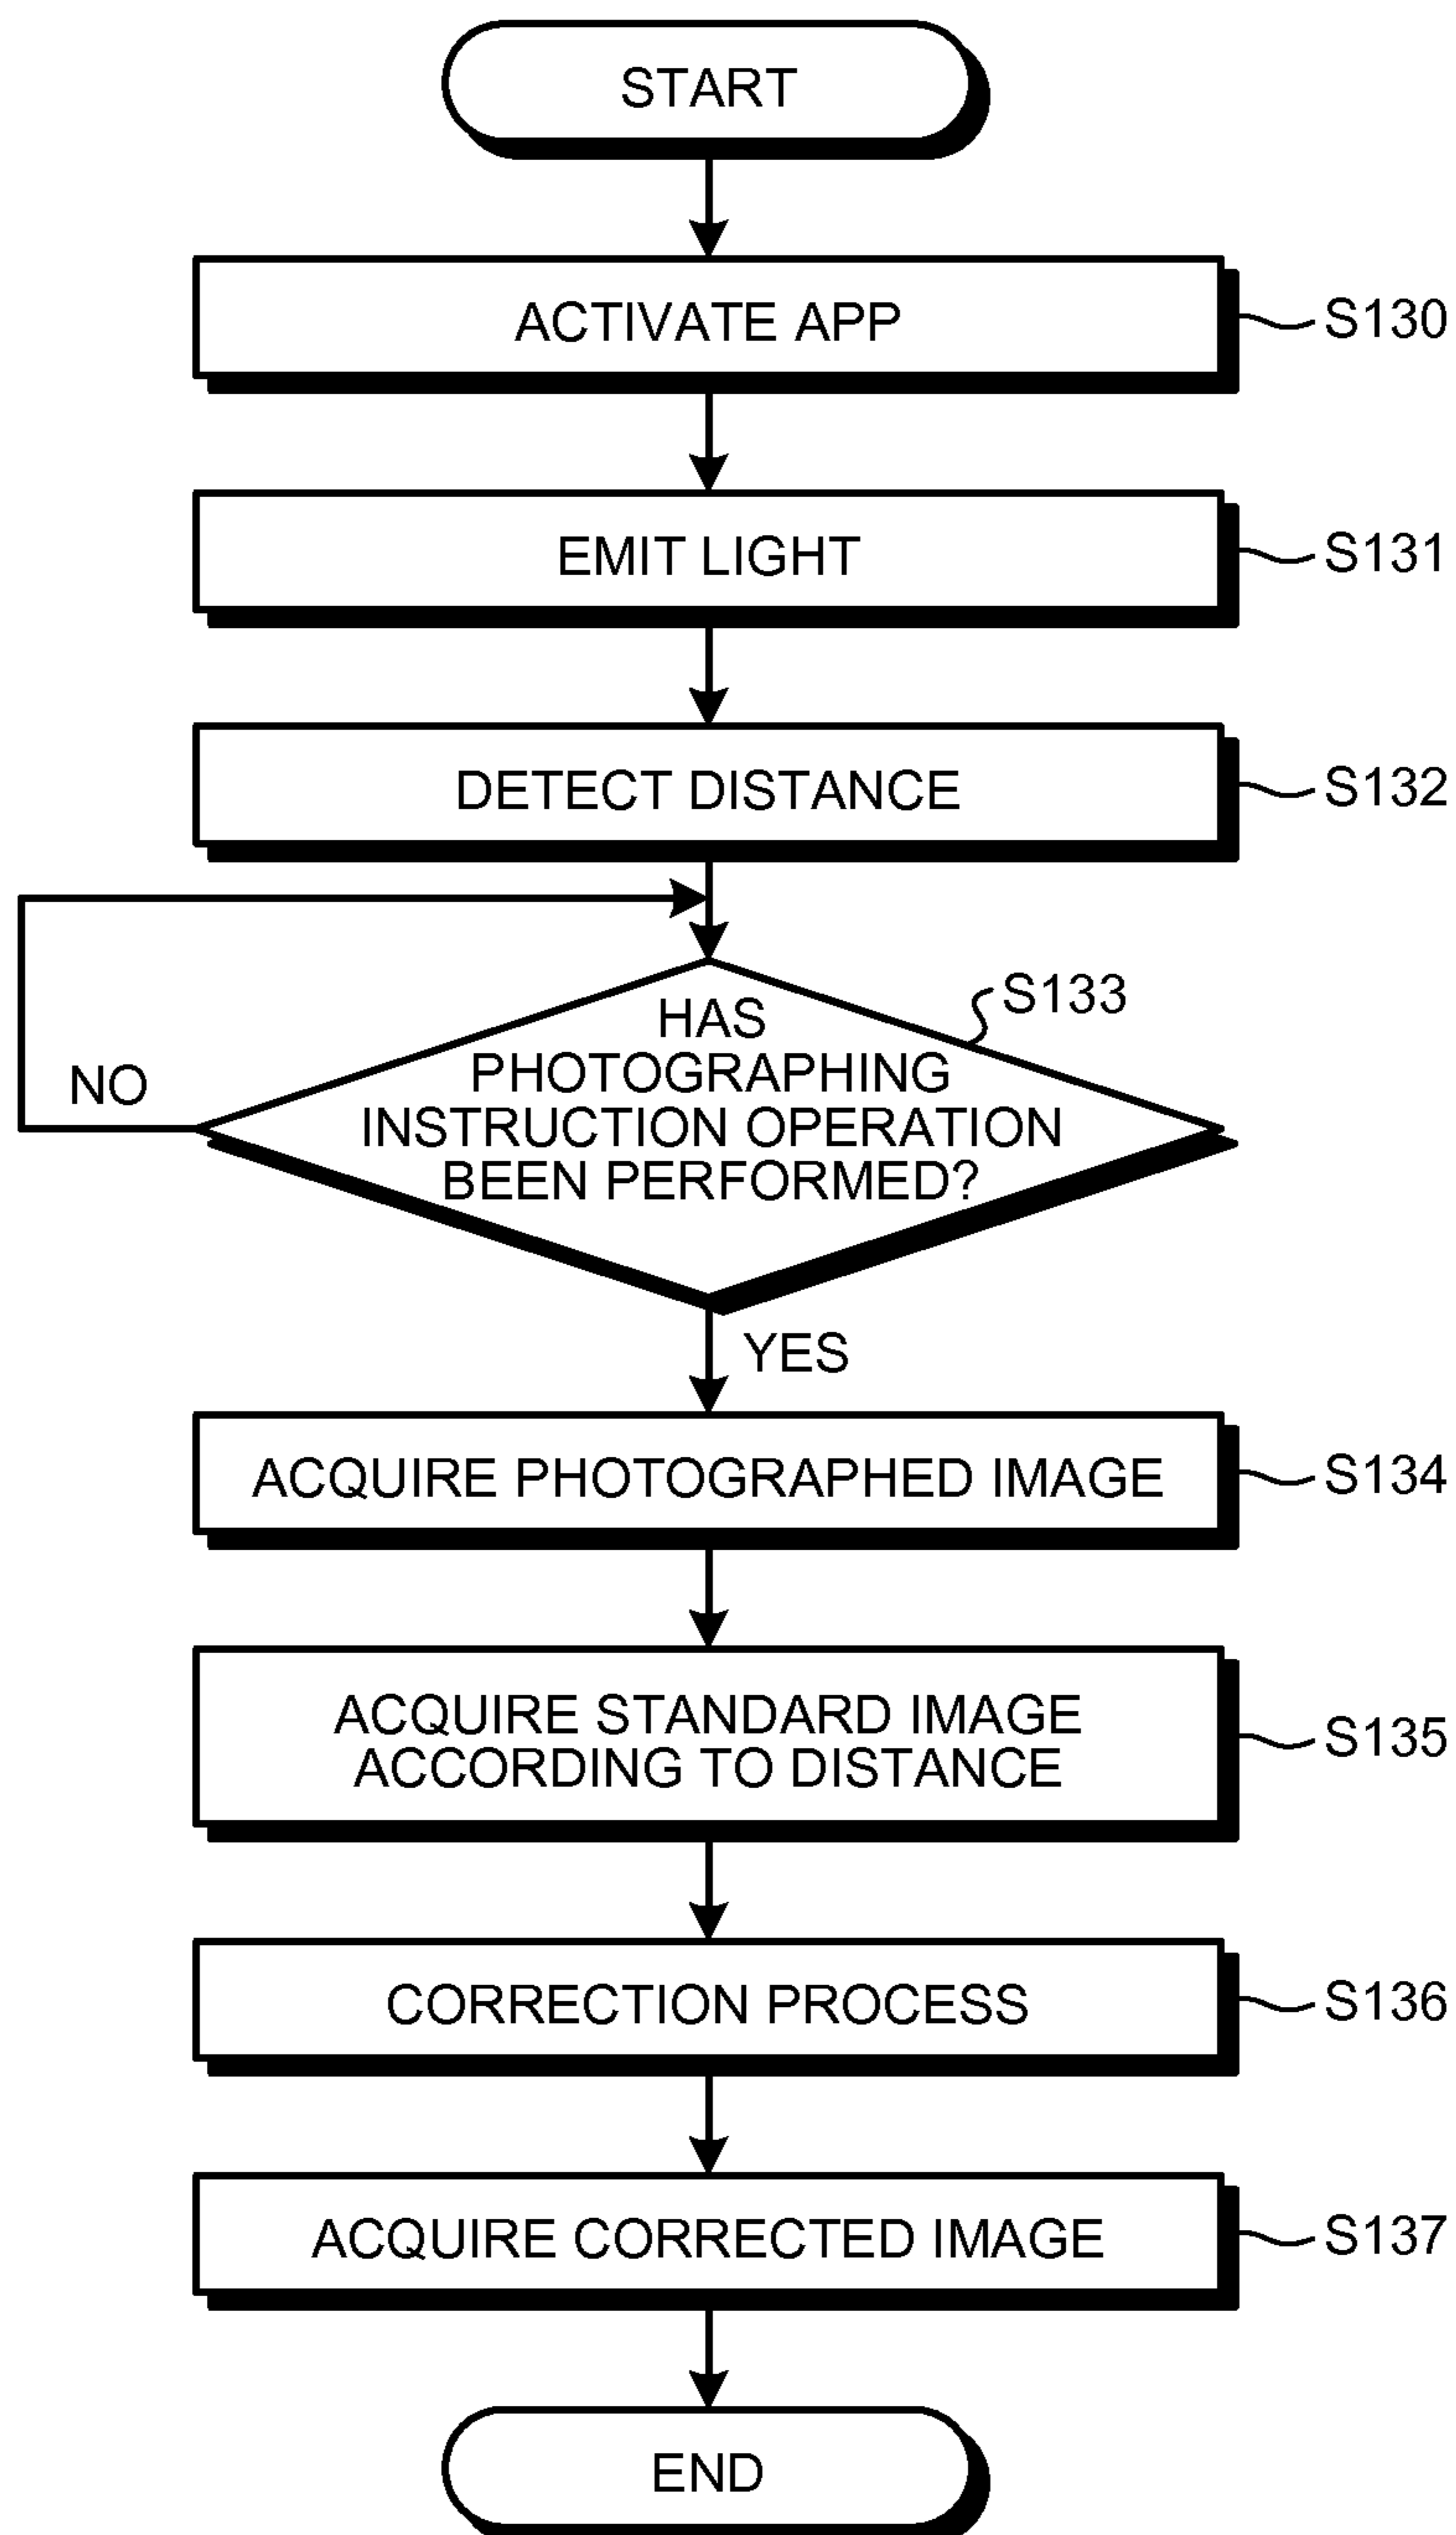 START
ACTIVATE APP
S130
EMIT LIGHT
S131
DETECT DISTANCE
S132
S133
HAS
PHOTOGRAPHING
INSTRUCTION OPERATION
BEEN PERFORMED?
NO
YES
ACQUIRE PHOTOGRAPHED IMAGE
S134
ACQUIRE STANDARD IMAGE
ACCORDING TO DISTANCE
S135
CORRECTION PROCESS
S136
ACQUIRE CORRECTED IMAGE
S137
END